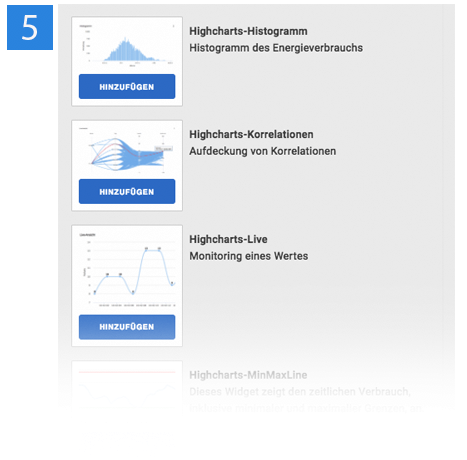 5
Highcharts-Histogramm
Histogramm des Energieverbrauchs
HINZUFÜGEN
Highcharts-Korrelationen
Aufdeckung von Korrelationen
HINZUFÜGEN
Highcharts-Live
Monitoring eines Wertes
HINZUFÜGEN
Highcharts-MinMaxLine
Dieses Widget zeigt den zeitlichen Verbrauch,